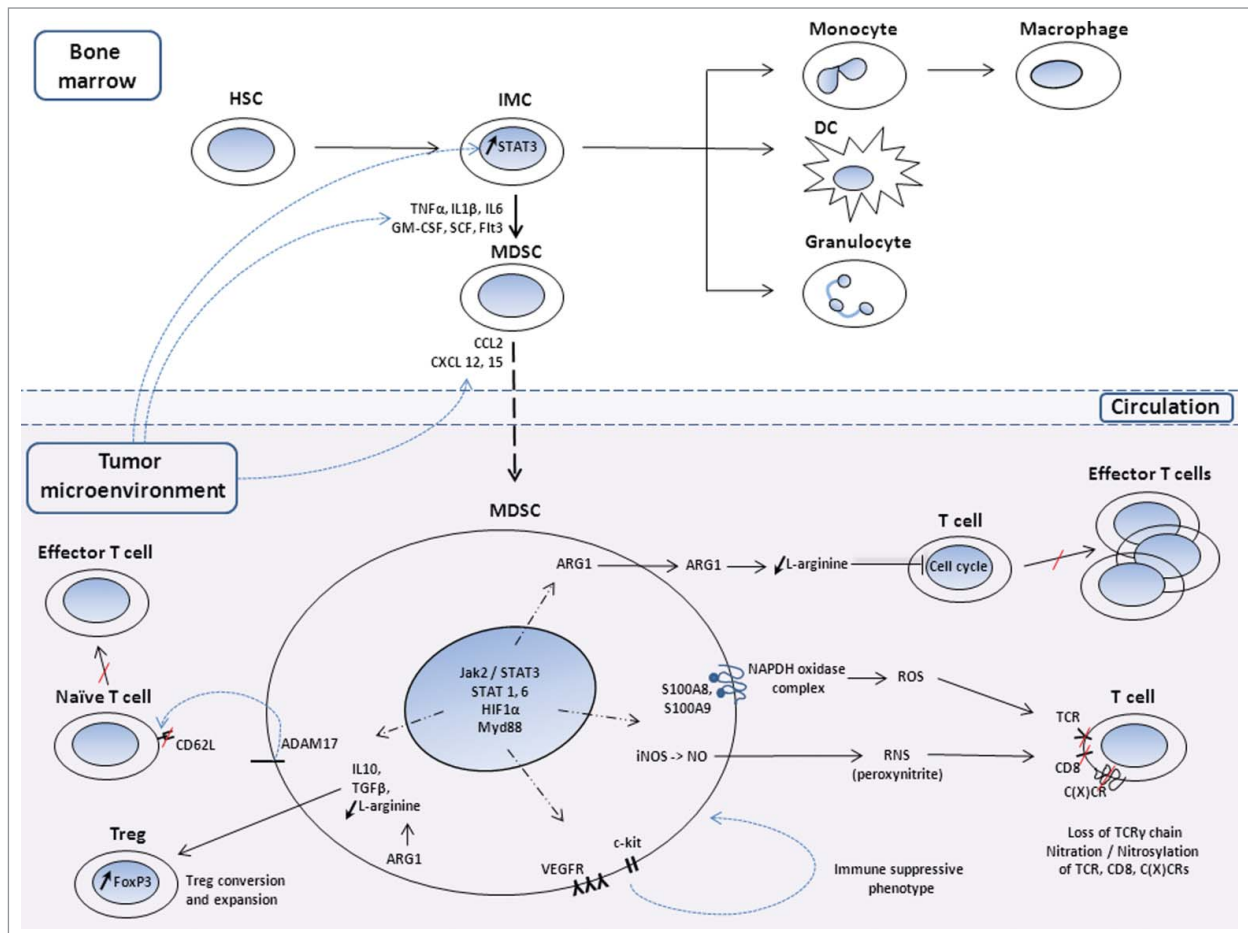 Bone
marrow
Monocyte
Macrophage
HSC
IMC
STAT3
DC
TNFα, IL1β, IL6
GM-CSF, SCF, Flt3
MDSC
Granulocyte
CCL2
CXCL 12, 15
Circulation
Tumor
microenvironment
MDSC
Effector T cells
T cell
Effector T cell
ARG1
ARG1
L-arginine
Cell cycle
Jak2 / STAT3
STAT 1, 6
HIF1α
Myd88
S100A8,
S100A9
NAPDH oxidase
complex
ROS
Naïve T cell
CD62L
ADAM17
T cell
TCR
CD8
C(X)CR
iNOS -> NO
RNS
(peroxynitrite)
IL10,
TGFβ,
L-arginine
ARG1
Treg
FoxP3
Treg conversion
and expansion
VEGFR
c-kit
Immune suppressive
phenotype
Loss of TCRγ chain
Nitration / Nitrosylation
of TCR, CD8, C(X)CRs